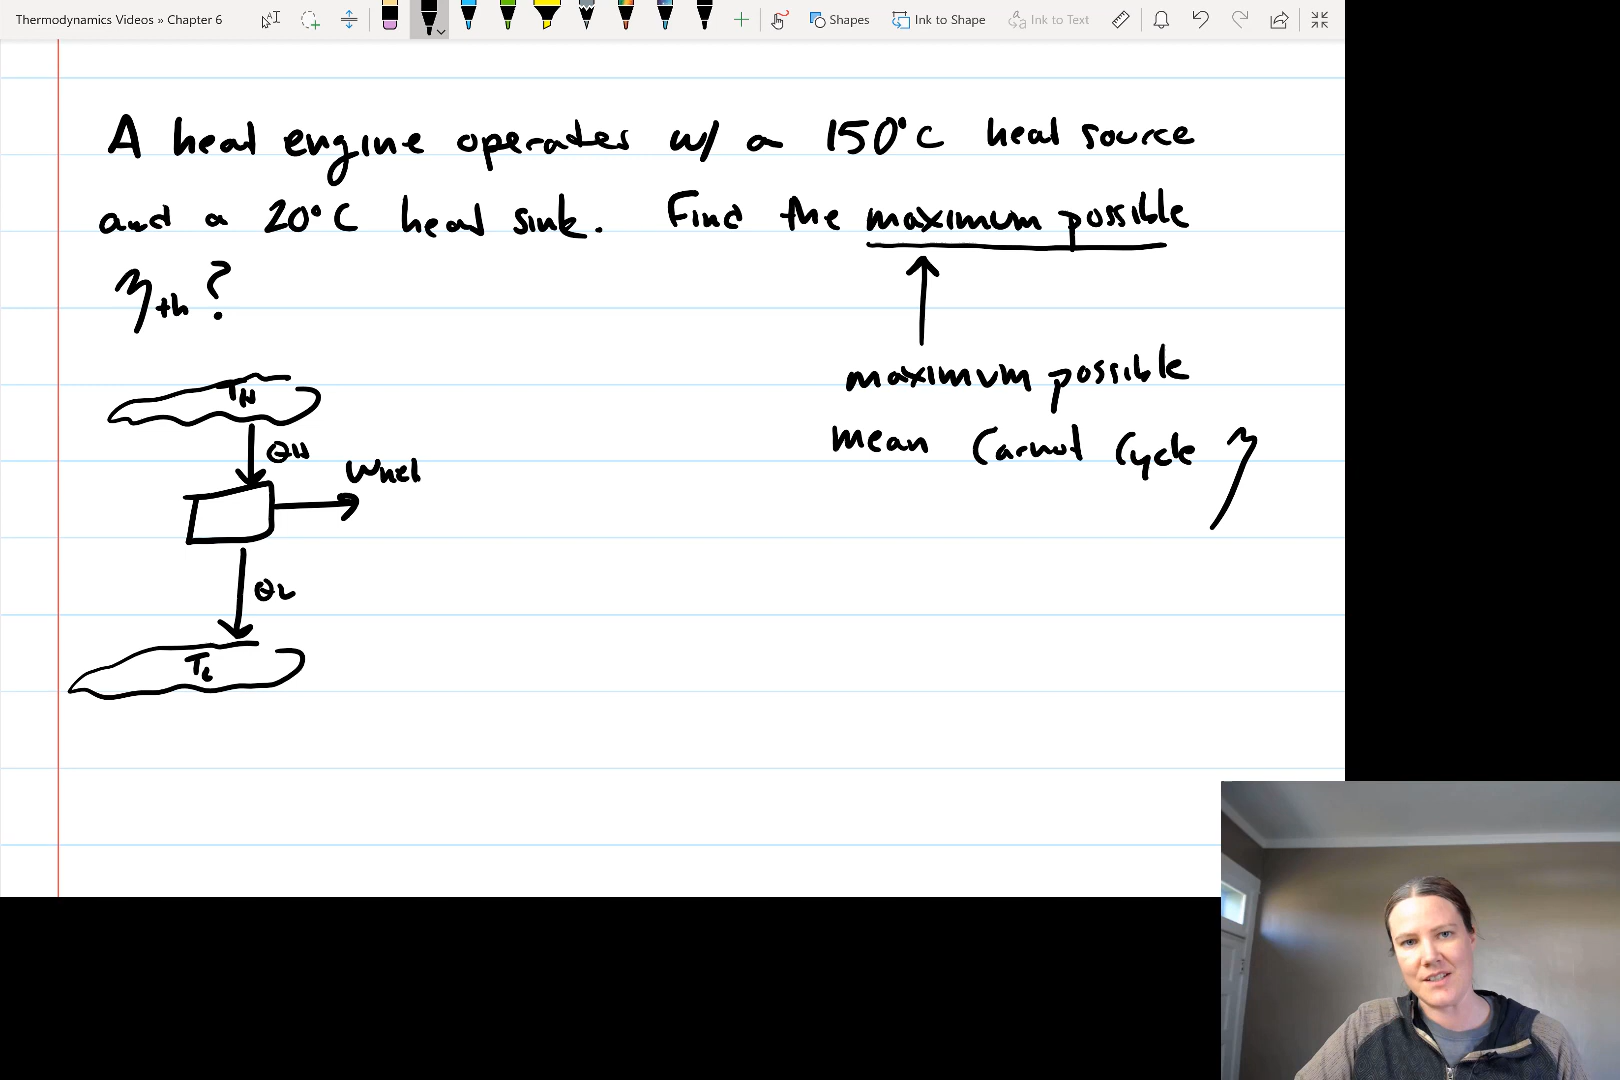 Thermodynamics Videos » Chapter 6
Shapes
Ink to Shape
Ink to Text
A heat engine operates w/ a 150°C heat source
and a 20°C heat sink. Find the maximum possible
η th ?
maximum possible
mean Carnot Cycle η
TH
QH
Wnet
QL
TL